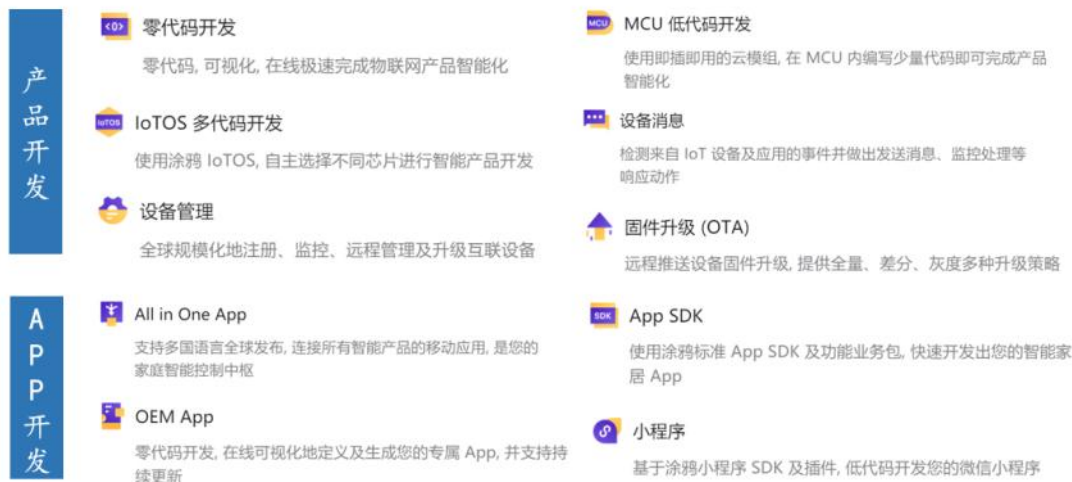 产品开发
<0>
零代码开发
零代码, 可视化, 在线极速完成物联网产品智能化
MCU
MCU 低代码开发
使用即插即用的云模组, 在 MCU 内编写少量代码即可完成产品
智能化
IoTOS
IoTOS 多代码开发
使用涂鸦 IoTOS, 自主选择不同芯片进行智能产品开发
设备消息
检测来自 IoT 设备及应用的事件并做出发送消息、监控处理等
响应动作
设备管理
全球规模化地注册、监控、远程管理及升级互联设备
固件升级 (OTA)
远程推送设备固件升级, 提供全量、差分、灰度多种升级策略
APP开发
All in One App
支持多国语言全球发布, 连接所有智能产品的移动应用, 是您的
家庭智能控制中枢
SDK
App SDK
使用涂鸦标准 App SDK 及功能业务包, 快速开发出您的智能家
居 App
OEM App
零代码开发, 在线可视化地定义及生成您的专属 App, 并支持持
续更新
小程序
基于涂鸦小程序 SDK 及插件, 低代码开发您的微信小程序